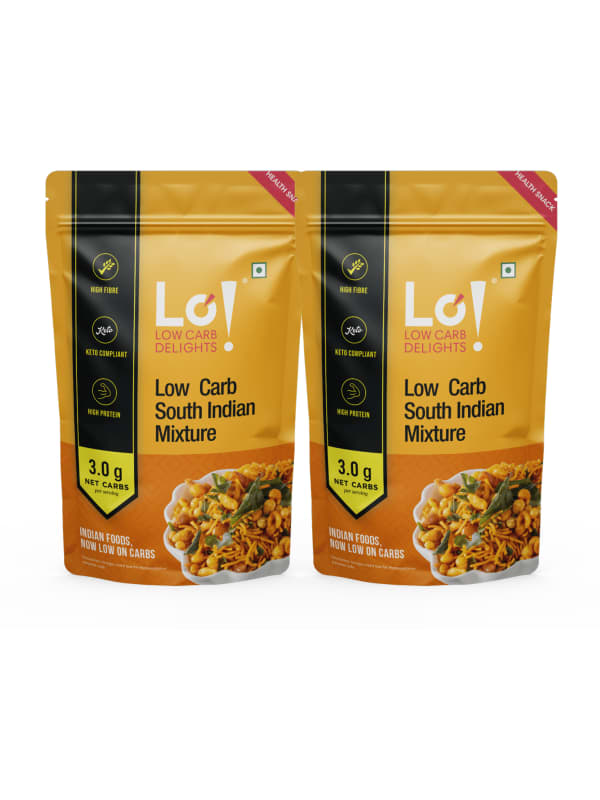 HEALTH SNA
HIGH FIBRE
Keto
KETO COMPLIANT
HIGH PROTEIN
3.0 g
NET CARBS
per serving
Lo!
LOW CARB
DELIGHTS
Low Carb
South Indian
Mixture
INDIAN FOODS,
NOW LOW ON CARBS
HEALTH SNACK
HIGH FIBRE
Keto
KETO COMPLIANT
HIGH PROTEIN
3.0 g
NET CARBS
per serving
Lo!
LOW CARB
DELIGHTS
Low Carb
South Indian
Mixture
INDIAN FOODS,
NOW LOW ON CARBS